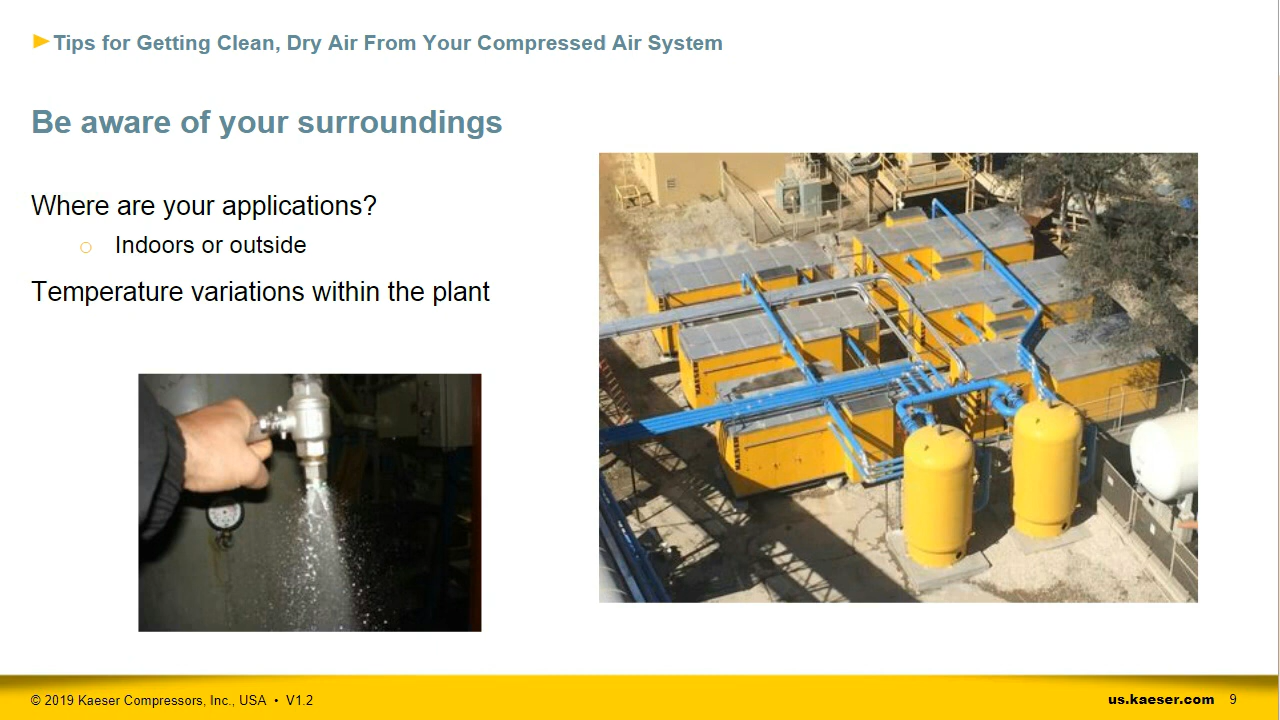 Tips for Getting Clean, Dry Air From Your Compressed Air System
Be aware of your surroundings
Where are your applications?
○ Indoors or outside
Temperature variations within the plant
KAESER
KAESER
© 2019 Kaeser Compressors, Inc., USA • V1.2
us.kaeser.com 9